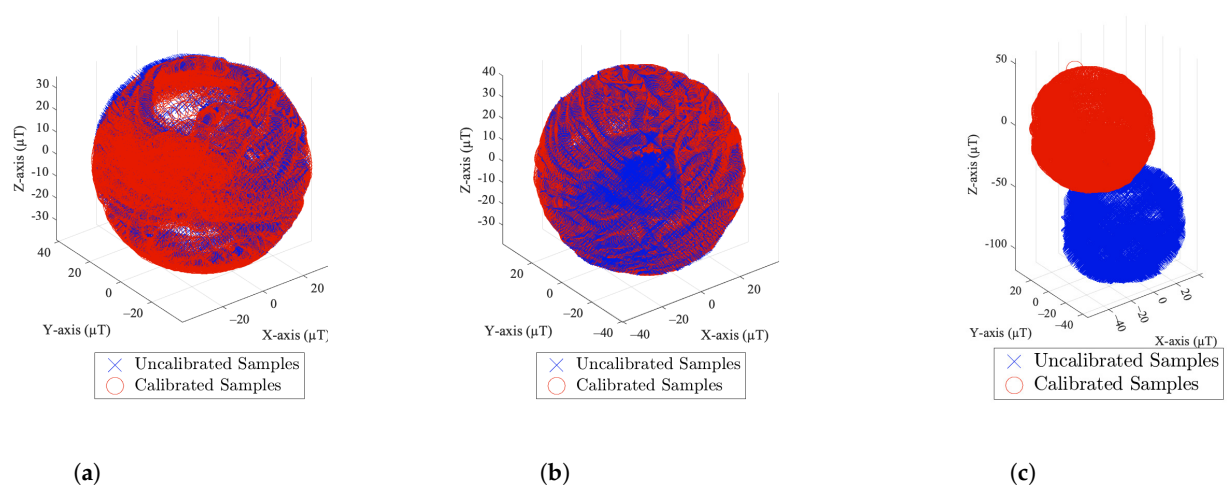 30
20
10
0
-10
-20
-30
Z-axis (µT)
40
20
0
−20
Y-axis (µT)
−20
0
20
X-axis (µT)
Uncalibrated Samples
Calibrated Samples
(a)
40
30
20
10
0
-10
-20
-30
Z-axis (µT)
20
0
−20
−40
Y-axis (µT)
−40
−20
0
20
X-axis (µT)
Uncalibrated Samples
Calibrated Samples
(b)
50
0
-50
-100
Z-axis (µT)
20
0
−20
−40
Y-axis (µT)
−40
−20
0
20
X-axis (µT)
Uncalibrated Samples
Calibrated Samples
(c)